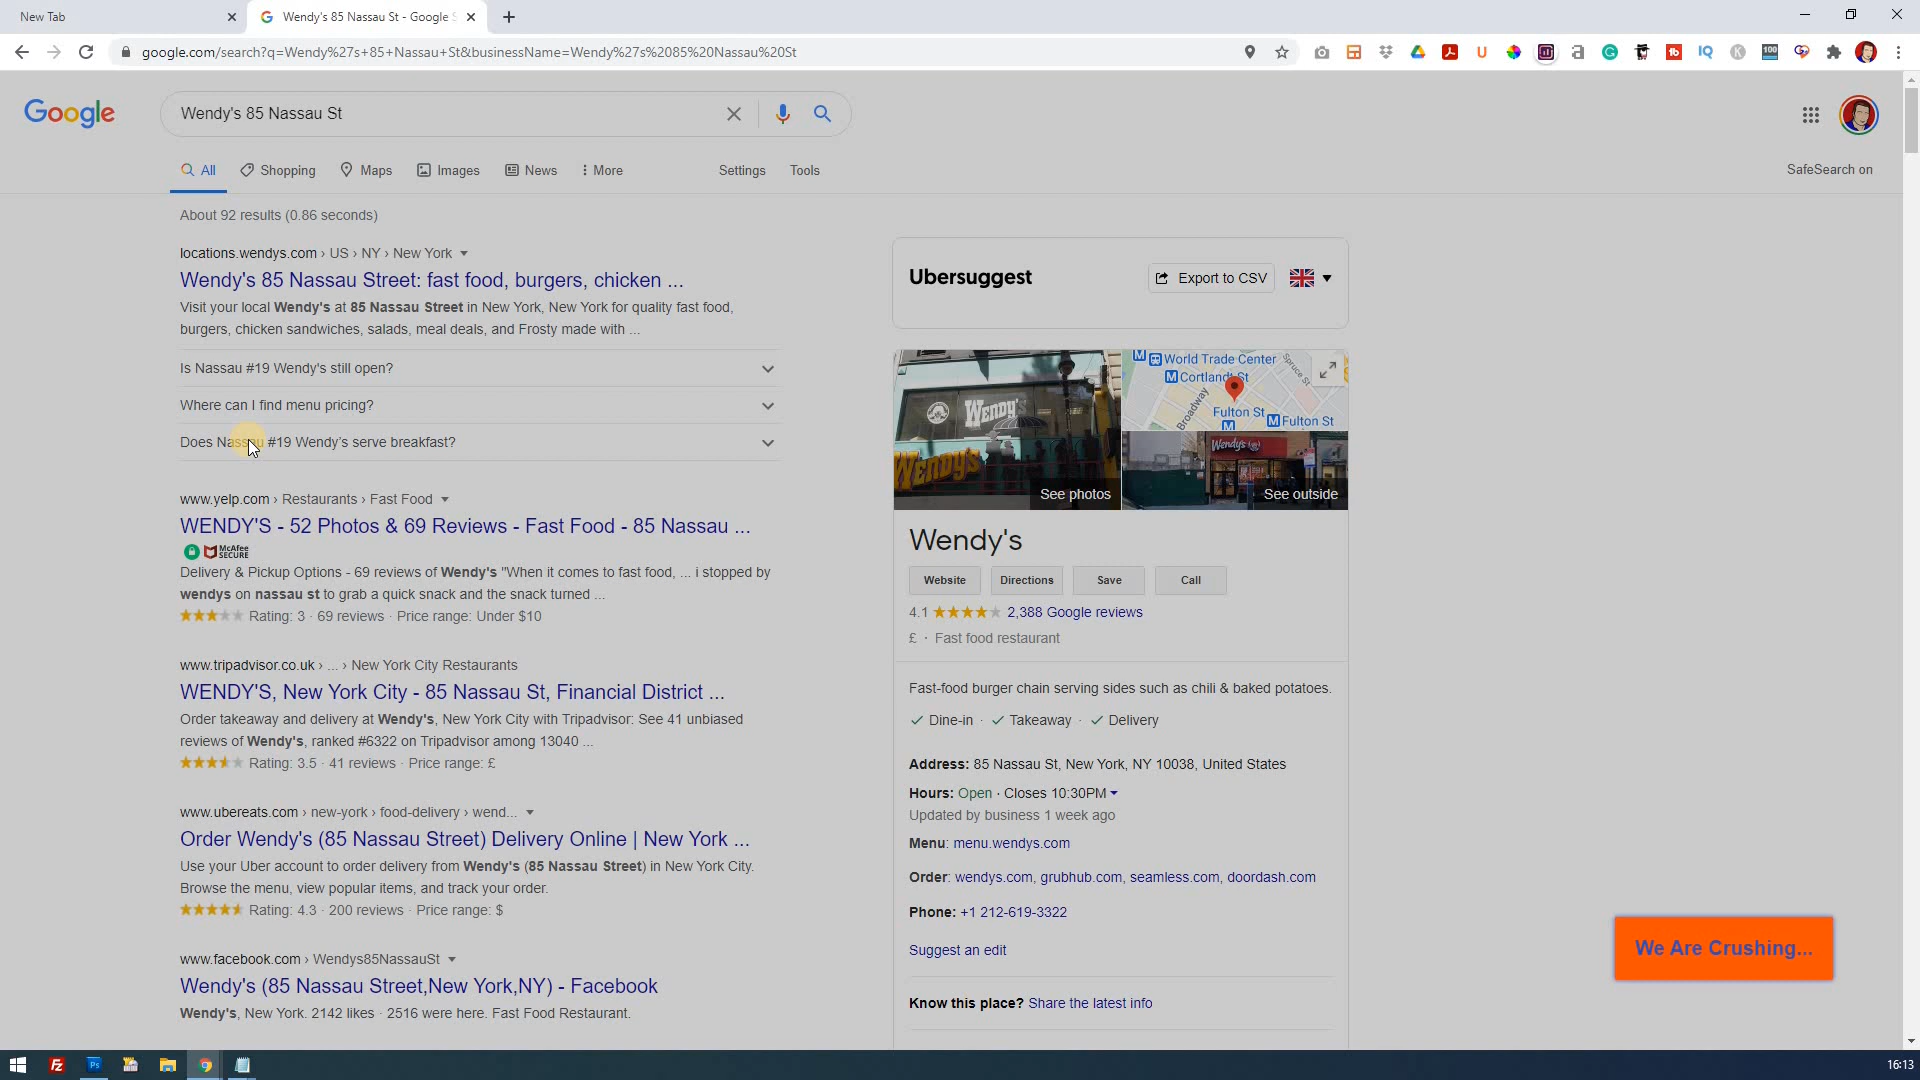 New Tab
Wendy's 85 Nassau St - Google S
google.com/search?q=Wendy%27s+85+Nassau+St&businessName=Wendy%27s%2085%20Nassau%20St
Google
Wendy's 85 Nassau St
All
Shopping
Maps
Images
News
More
Settings
Tools
SafeSearch on
About 92 results (0.86 seconds)
locations.wendys.com › US › NY › New York
Wendy's 85 Nassau Street: fast food, burgers, chicken ...
Visit your local Wendy's at 85 Nassau Street in New York, New York for quality fast food,
burgers, chicken sandwiches, salads, meal deals, and Frosty made with ...
Is Nassau #19 Wendy's still open?
Where can I find menu pricing?
Does Nassau #19 Wendy's serve breakfast?
www.yelp.com › Restaurants › Fast Food
WENDY'S - 52 Photos & 69 Reviews - Fast Food - 85 Nassau ...
McAfee SECURE
Delivery & Pickup Options - 69 reviews of Wendy's "When it comes to fast food, ... i stopped by
wendys on nassau st to grab a quick snack and the snack turned ...
Rating: 3 · 69 reviews · Price range: Under $10
www.tripadvisor.co.uk › ... › New York City Restaurants
WENDY'S, New York City - 85 Nassau St, Financial District ...
Order takeaway and delivery at Wendy's, New York City with Tripadvisor: See 41 unbiased
reviews of Wendy's, ranked #6322 on Tripadvisor among 13040 ...
Rating: 3.5 · 41 reviews · Price range: £
www.ubereats.com › new-york › food-delivery › wend...
Order Wendy's (85 Nassau Street) Delivery Online | New York ...
Use your Uber account to order delivery from Wendy's (85 Nassau Street) in New York City.
Browse the menu, view popular items, and track your order.
Rating: 4.3 · 200 reviews · Price range: $
www.facebook.com › Wendys85NassauSt
Wendy's (85 Nassau Street,New York,NY) - Facebook
Wendy's, New York. 2142 likes · 2516 were here. Fast Food Restaurant.
Ubersuggest
Export to CSV
Wendy's
Wendy's
See photos
World Trade Center
Cortlandt St
Spruce St
Broadway
Fulton St
Fulton St
Wendy's
See outside
Wendy's
Website
Directions
Save
Call
4.1 2,388 Google reviews
£ · Fast food restaurant
Fast-food burger chain serving sides such as chili & baked potatoes.
Dine-in · Takeaway · Delivery
Address: 85 Nassau St, New York, NY 10038, United States
Hours: Open · Closes 10:30PM
Updated by business 1 week ago
Menu: menu.wendys.com
Order: wendys.com, grubhub.com, seamless.com, doordash.com
Phone: +1 212-619-3322
Suggest an edit
Know this place? Share the latest info
We Are Crushing...
16:13